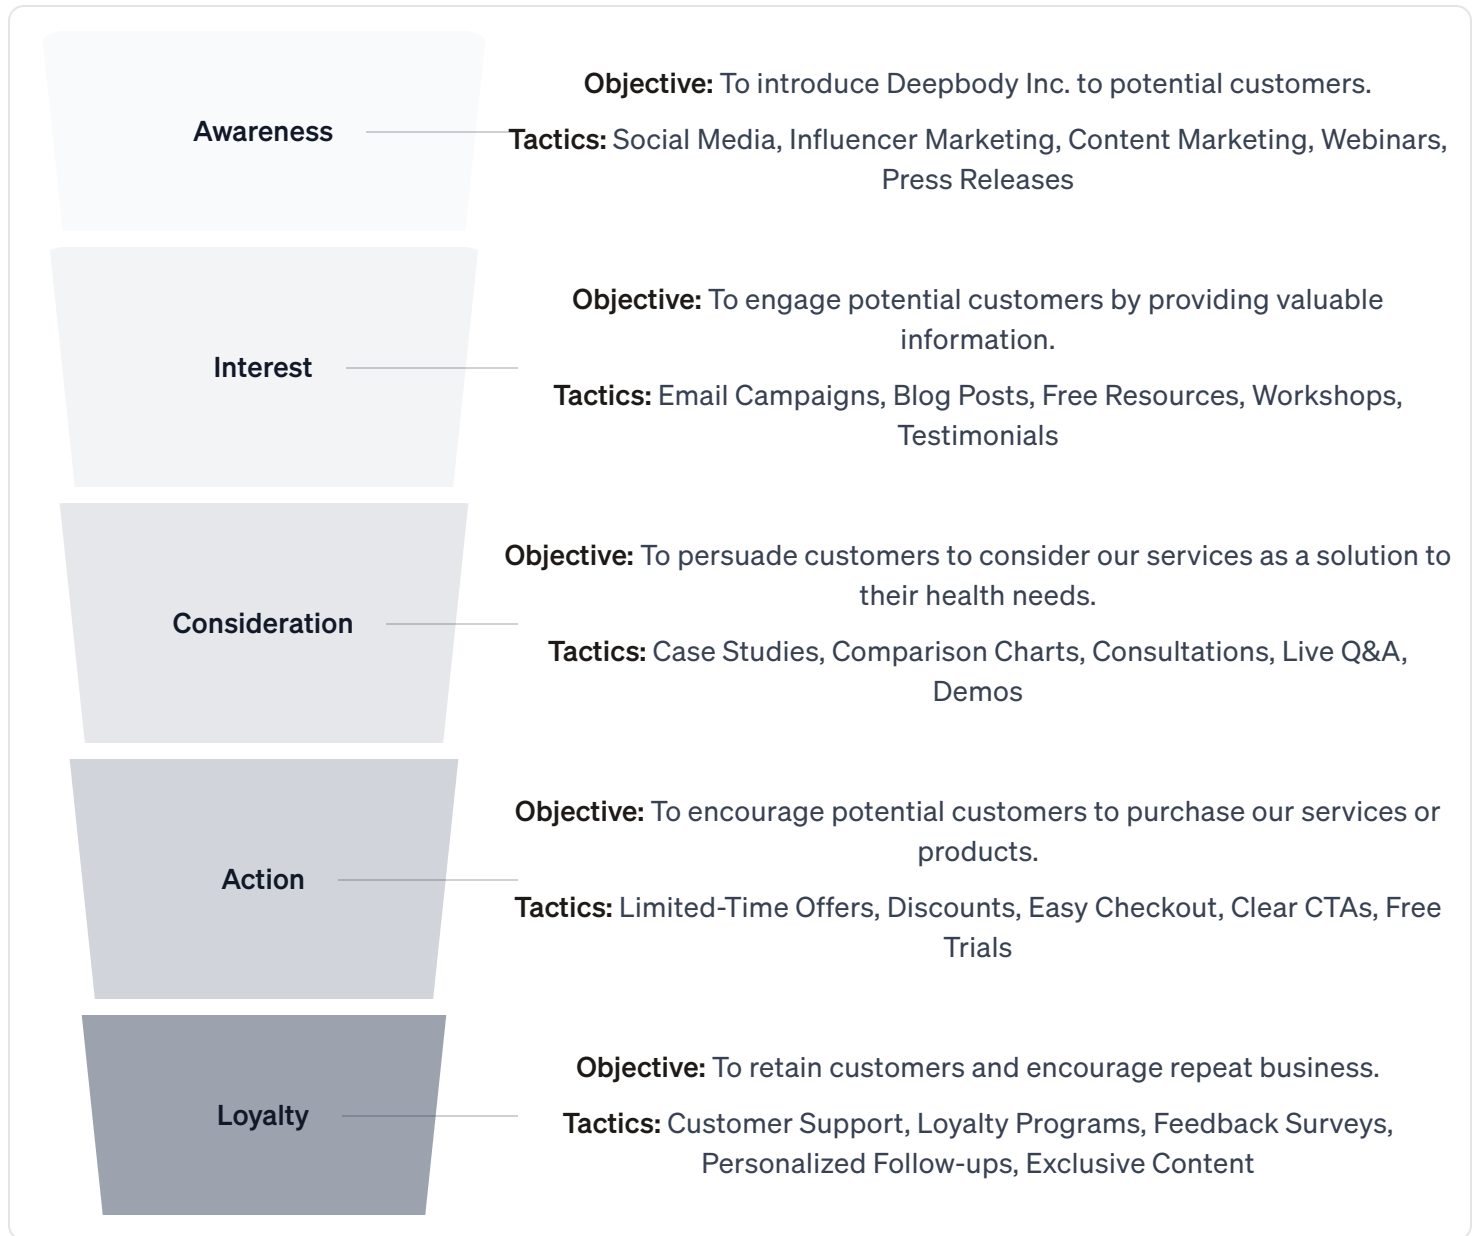 Awareness
Objective: To introduce Deepbody Inc. to potential customers.
Tactics: Social Media, Influencer Marketing, Content Marketing, Webinars,
Press Releases
Interest
Objective: To engage potential customers by providing valuable
information.
Tactics: Email Campaigns, Blog Posts, Free Resources, Workshops,
Testimonials
Consideration
Objective: To persuade customers to consider our services as a solution to
their health needs.
Tactics: Case Studies, Comparison Charts, Consultations, Live Q&A,
Demos
Action
Objective: To encourage potential customers to purchase our services or
products.
Tactics: Limited-Time Offers, Discounts, Easy Checkout, Clear CTAs, Free
Trials
Loyalty
Objective: To retain customers and encourage repeat business.
Tactics: Customer Support, Loyalty Programs, Feedback Surveys,
Personalized Follow-ups, Exclusive Content